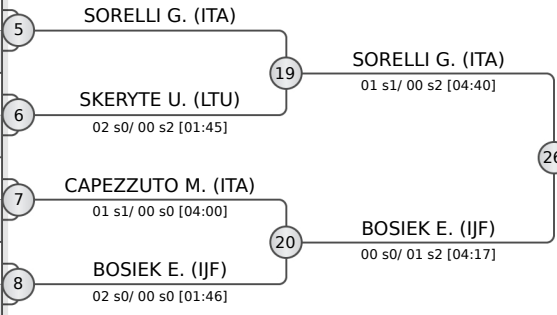 SORELLI G. (ITA)
5
19
SORELLI G. (ITA)
01 s1/ 00 s2 [04:40]
SKERYTE U. (LTU)
6
02 s0/ 00 s2 [01:45]
26
CAPEZZUTO M. (ITA)
7
01 s1/ 00 s0 [04:00]
20
BOSIEK E. (IJF)
00 s0/ 01 s2 [04:17]
BOSIEK E. (IJF)
8
02 s0/ 00 s0 [01:46]